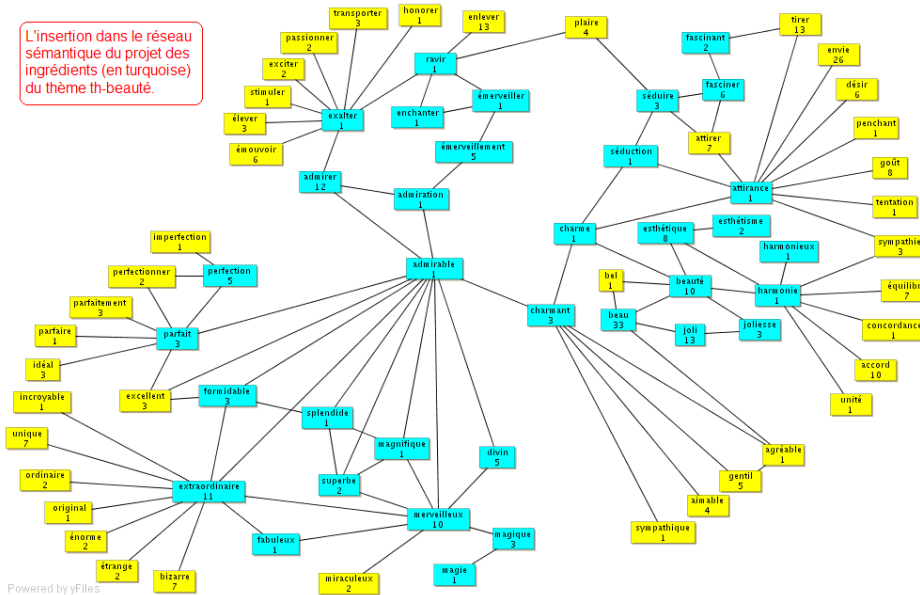 L'insertion dans le réseau
sémantique du projet des
ingrédients (en turquoise)
du thème th-beauté.
transporter
3
honorer
1
enlever
13
plaire
4
tirer
13
passionner
2
fascinant
2
envie
26
exciter
2
ravir
1
stimuler
1
émerveiller
1
séduire
3
fasciner
6
désir
6
élever
3
exalter
1
enchanter
1
penchant
1
émouvoir
6
émerveillement
5
séduction
1
attirer
7
goût
8
admirer
12
admiration
1
attirance
1
tentation
1
charme
1
esthétique
8
esthétisme
2
imperfection
1
harmonieux
1
sympathie
3
perfectionner
2
perfection
5
admirable
1
bel
1
beauté
10
harmonie
1
équilibr
7
parfaitement
3
charmant
3
beau
33
joli
13
joliesse
3
concordance
1
parfaire
1
parfait
3
idéal
3
accord
10
incroyable
1
excellent
3
formidable
3
splendide
1
unité
1
unique
7
magnifique
1
divin
5
agréable
1
ordinaire
2
extraordinaire
11
superbe
2
gentil
5
original
1
merveilleux
10
aimable
4
énorme
2
fabuleux
1
magique
3
sympathique
1
étrange
2
bizarre
7
miraculeux
2
magie
1
Powered by yFiles